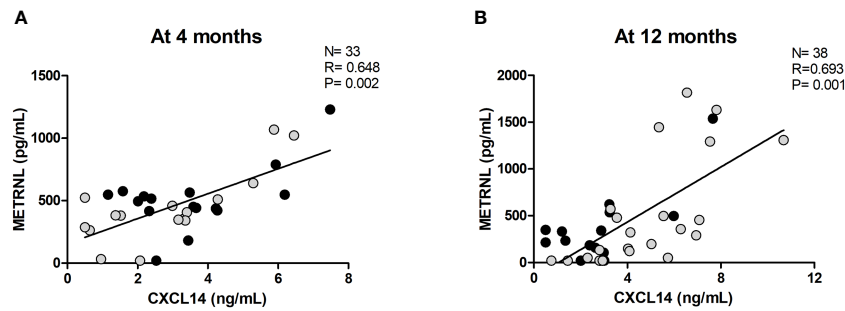 A
At 4 months
N= 33
R= 0.648
P= 0.002
METRNL (pg/mL)
1500
1000
500
0
0 2 4 6 8
CXCL14 (ng/mL)
B
At 12 months
N= 38
R=0.693
P= 0.001
METRNL (pg/mL)
2000
1500
1000
500
0
0 4 8 12
CXCL14 (ng/mL)